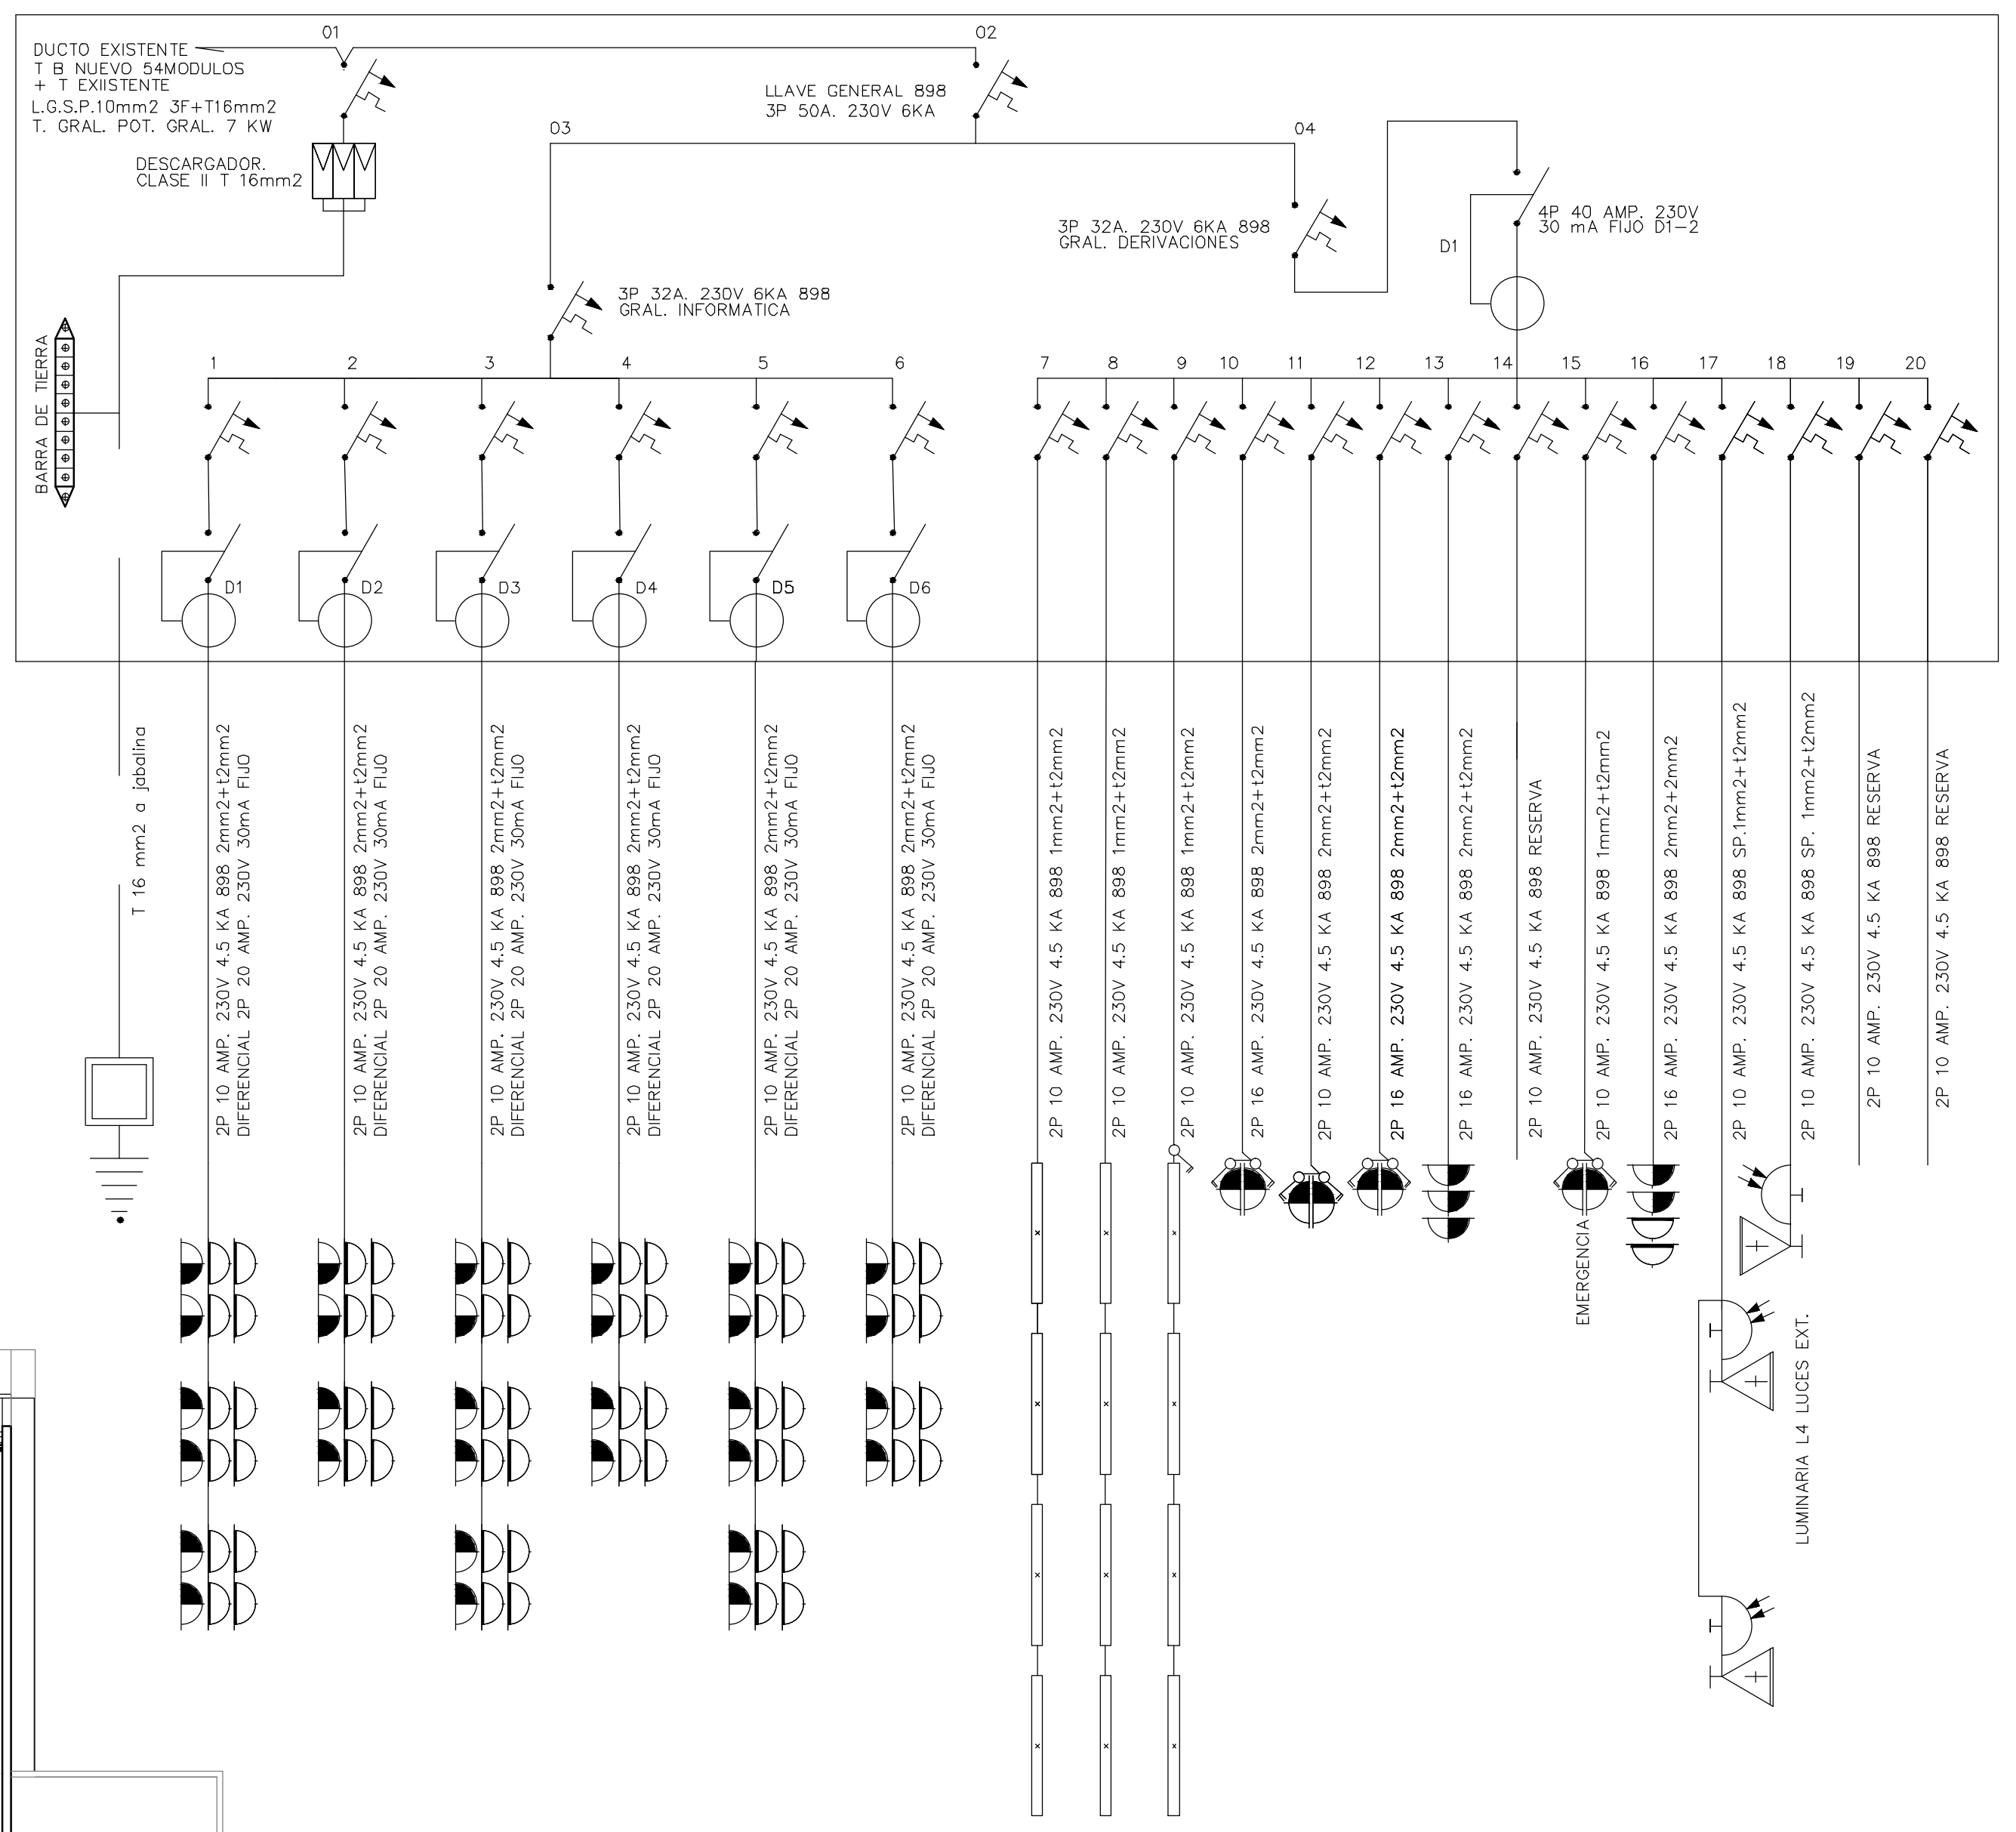 01
02
DUCTO EXISTENTE
T B NUEVO 54MODULOS
+ T EXIISTENTE
L.G.S.P.10mm2 3F+T16mm2
T. GRAL. POT. GRAL. 7 KW
LLAVE GENERAL 898
3P 50A. 230V 6KA
03
04
DESCARGADOR.
CLASE II T 16mm2
3P 32A. 230V 6KA 898
GRAL. DERIVACIONES
4P 40 AMP. 230V
30 mA FIJO D1-2
D1
3P 32A. 230V 6KA 898
GRAL. INFORMATICA
BARRA DE TIERRA
1
2
3
4
5
6
7
8
9
10
11
12
13
14
15
16
17
18
19
20
D1
D2
D3
D4
D5
D6
T 16 mm2 a jabalina
2P 10 AMP. 230V 4.5 KA 898 2mm2+t2mm2
DIFERENCIAL 2P 20 AMP. 230V 30mA FIJO
2P 10 AMP. 230V 4.5 KA 898 2mm2+t2mm2
DIFERENCIAL 2P 20 AMP. 230V 30mA FIJO
2P 10 AMP. 230V 4.5 KA 898 2mm2+t2mm2
DIFERENCIAL 2P 20 AMP. 230V 30mA FIJO
2P 10 AMP. 230V 4.5 KA 898 2mm2+t2mm2
DIFERENCIAL 2P 20 AMP. 230V 30mA FIJO
2P 10 AMP. 230V 4.5 KA 898 2mm2+t2mm2
DIFERENCIAL 2P 20 AMP. 230V 30mA FIJO
2P 10 AMP. 230V 4.5 KA 898 2mm2+t2mm2
DIFERENCIAL 2P 20 AMP. 230V 30mA FIJO
2P 10 AMP. 230V 4.5 KA 898 1mm2+t2mm2
2P 10 AMP. 230V 4.5 KA 898 1mm2+t2mm2
2P 10 AMP. 230V 4.5 KA 898 1mm2+t2mm2
2P 16 AMP. 230V 4.5 KA 898 2mm2+t2mm2
2P 10 AMP. 230V 4.5 KA 898 2mm2+t2mm2
2P 16 AMP. 230V 4.5 KA 898 2mm2+t2mm2
2P 16 AMP. 230V 4.5 KA 898 2mm2+t2mm2
2P 10 AMP. 230V 4.5 KA 898 RESERVA
2P 10 AMP. 230V 4.5 KA 898 1mm2+t2mm2
2P 16 AMP. 230V 4.5 KA 898 2mm2+2mm2
2P 10 AMP. 230V 4.5 KA 898 SP.1mm2+t2mm2
2P 10 AMP. 230V 4.5 KA 898 SP. 1mm2+t2mm2
2P 10 AMP. 230V 4.5 KA 898 RESERVA
2P 10 AMP. 230V 4.5 KA 898 RESERVA
EMERGENCIA
LUMINARIA L4 LUCES EXT.